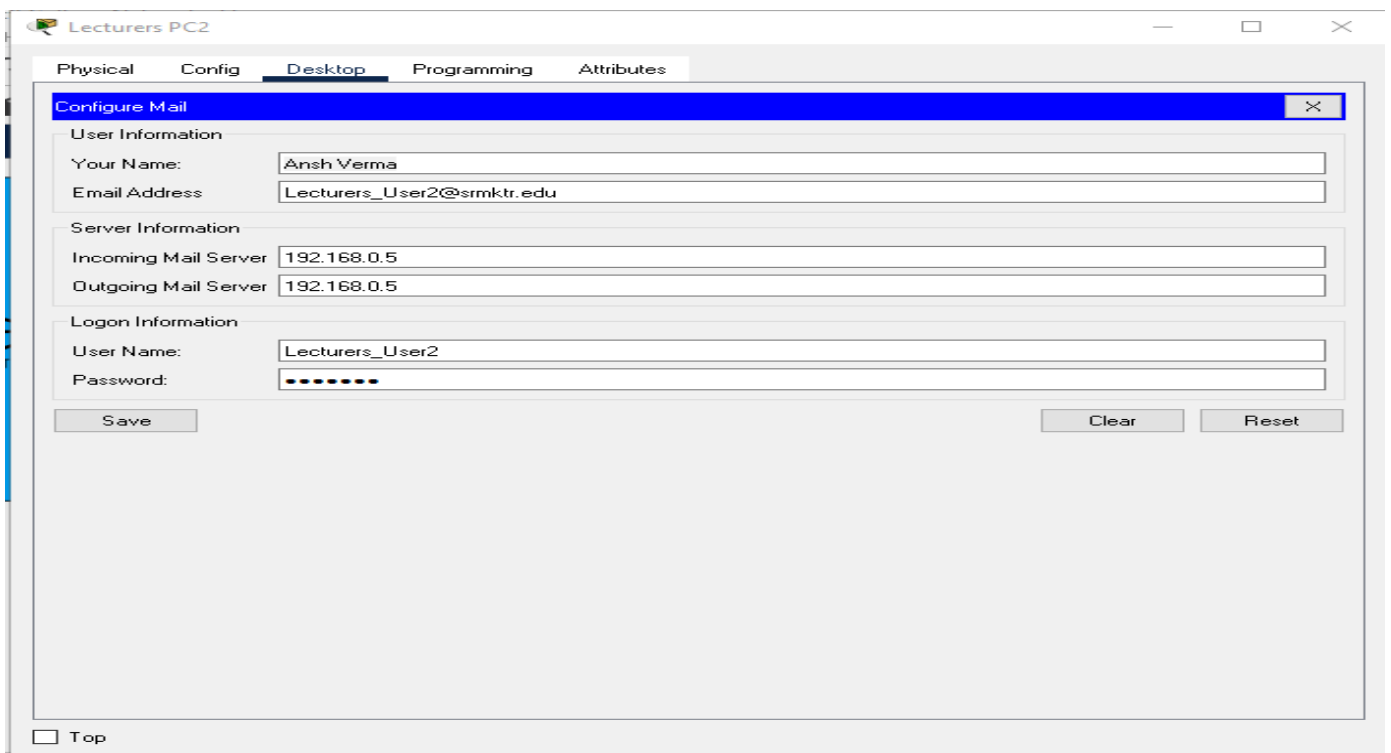 Lecturers PC2
Physical Config Desktop Programming Attributes
Configure Mail
User Information
Your Name: Ansh Verma
Email Address Lecturers_User2@srmktr.edu
Server Information
Incoming Mail Server 192.168.0.5
Outgoing Mail Server 192.168.0.5
Logon Information
User Name: Lecturers_User2
Password: •••••••
Save Clear Reset
Top